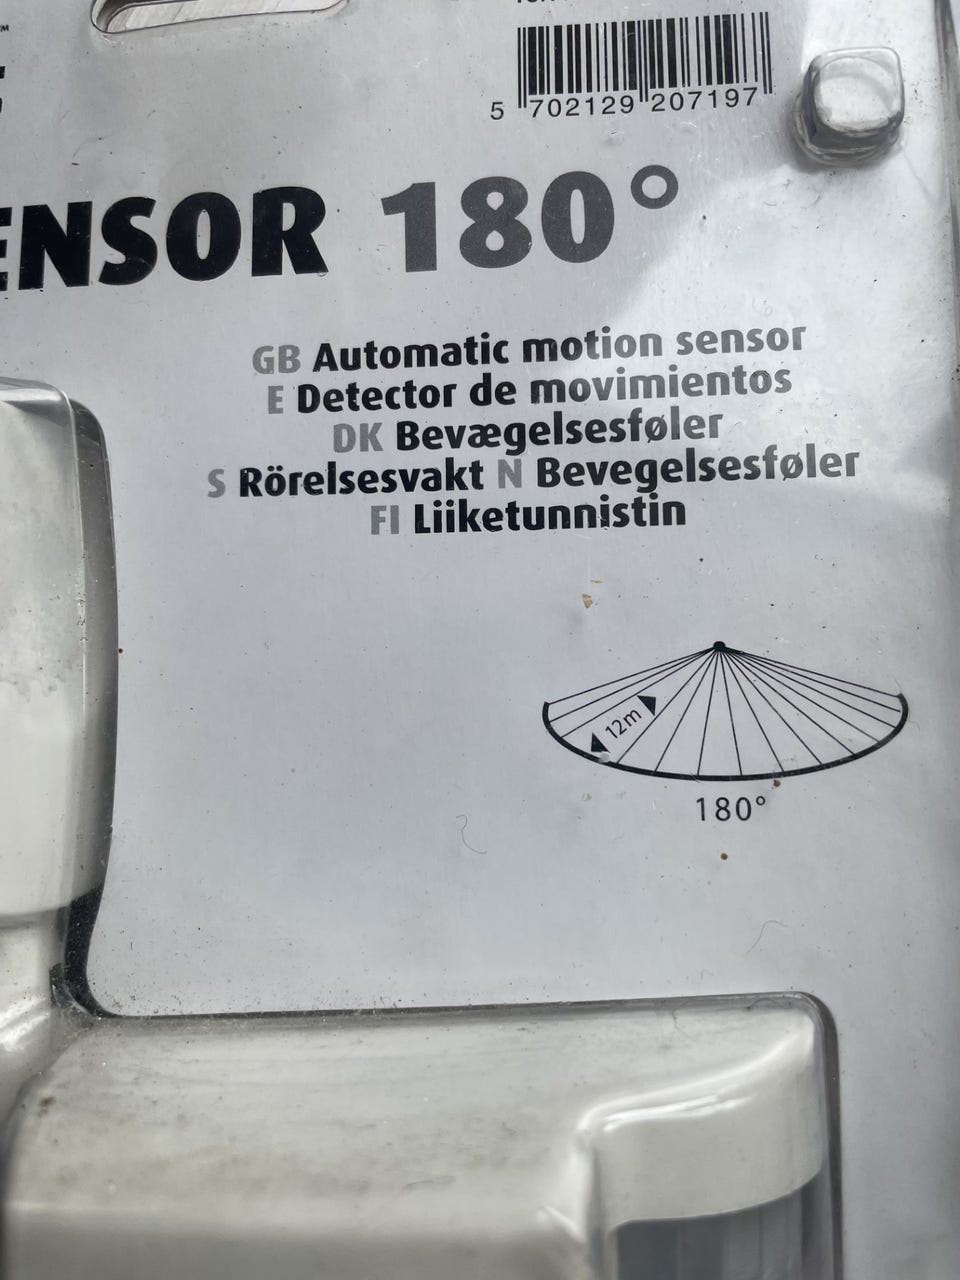 5 702129 207197
ENSOR 180°
GB Automatic motion sensor
E Detector de movimientos
DK Bevægelsesføler
S Rörelsesvakt N Bevegelsesføler
FI Liiketunnistin
12m
180°